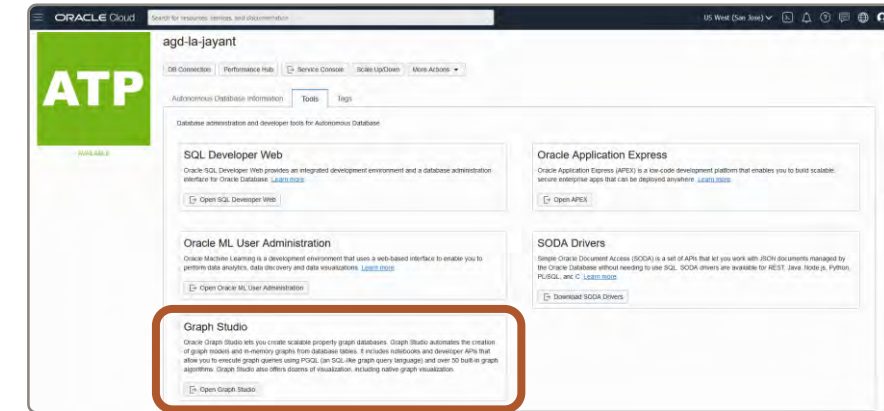 ORACLE Cloud
Search for resources, services, and documentation
US West (San Jose)
ATP
AVAILABLE
agd-la-jayant
DB Connection
Performance Hub
Service Console
Scale Up/Down
More Actions
Autonomous Database Information
Tools
Tags
Database administration and developer tools for Autonomous Database
SQL Developer Web
Oracle SQL Developer Web provides an integrated development environment and a database administration
interface for Oracle Database. Learn more
Open SQL Developer Web
Oracle Application Express
Oracle Application Express (APEX) is a low-code development platform that enables you to build scalable,
secure enterprise apps that can be deployed anywhere. Learn more
Open APEX
Oracle ML User Administration
Oracle Machine Learning is a development environment that uses a web-based interface to enable you to
perform data analytics, data discovery and data visualizations. Learn more
Open Oracle ML User Administration
SODA Drivers
Simple Oracle Document Access (SODA) is a set of APIs that let you work with JSON documents managed by
the Oracle Database without needing to use SQL. SODA drivers are available for REST, Java, Node.js, Python,
PL/SQL, and C. Learn more
Download SODA Drivers
Graph Studio
Oracle Graph Studio lets you create scalable property graph databases. Graph Studio automates the creation
of graph models and in-memory graphs from database tables. It includes notebooks and developer APIs that
allow you to execute graph queries using PGQL (an SQL-like graph query language) and over 50 built-in graph
algorithms. Graph Studio also offers dozens of visualization, including native graph visualization.
Open Graph Studio